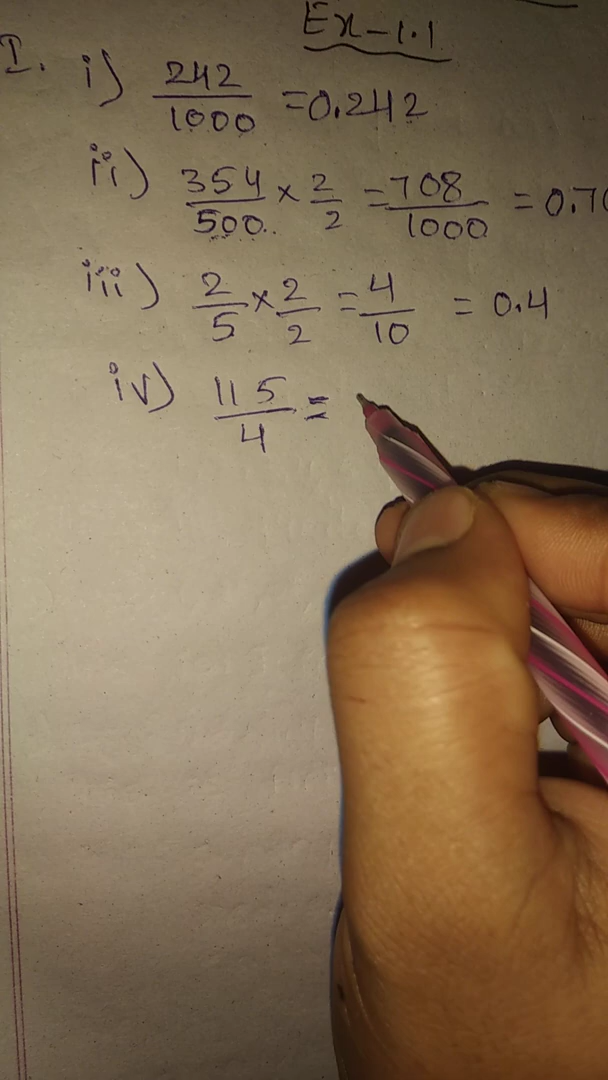 Ex-1.1
I. i) 242/1000 =0.242
ii) 354/500 × 2/2 = 708/1000 = 0.70
iii) 2/5 × 2/2 = 4/10 = 0.4
iv) 115/4 =